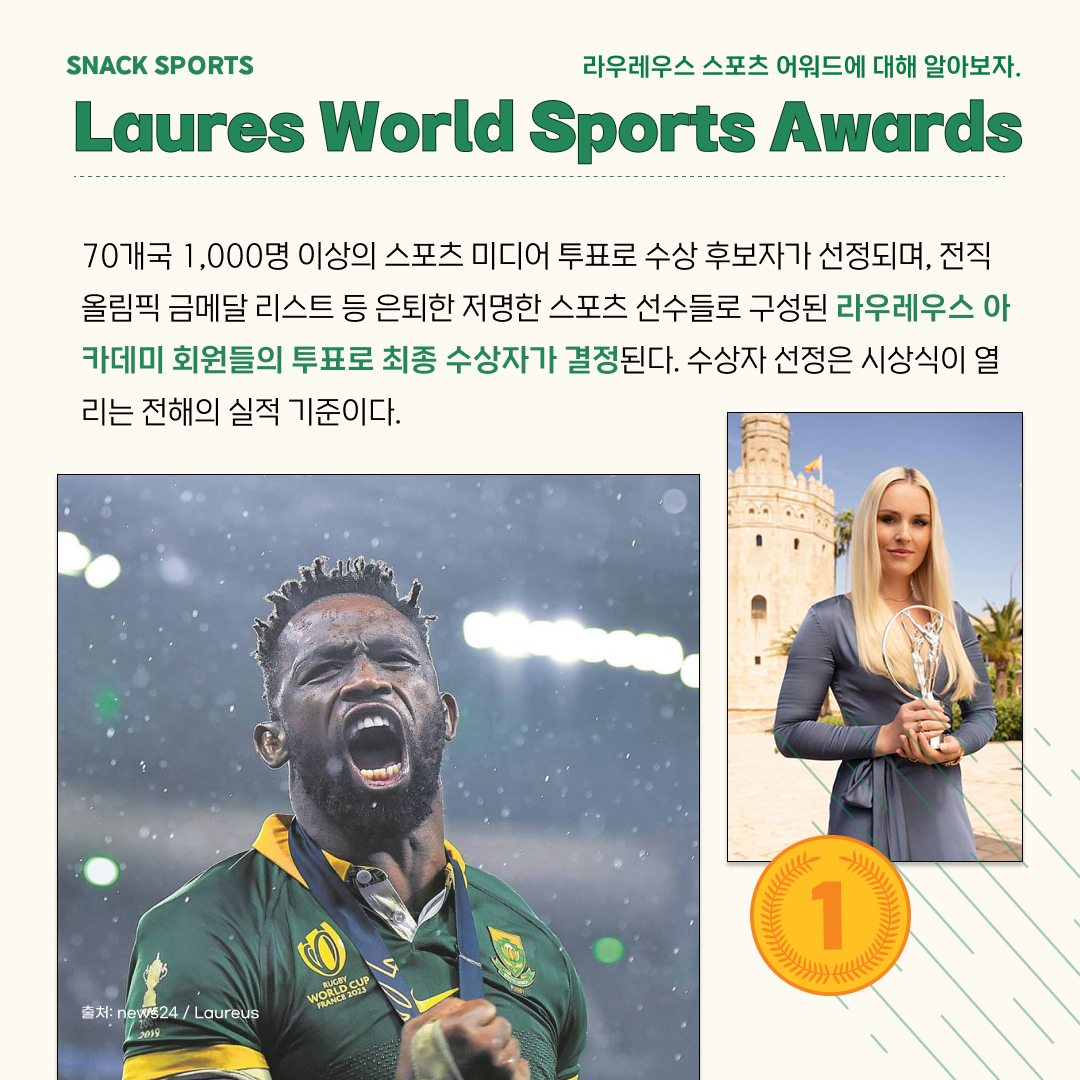 SNACK SPORTS
라우레우스 스포츠 어워드에 대해 알아보자.
Laures World Sports Awards
70개국 1,000명 이상의 스포츠 미디어 투표로 수상 후보자가 선정되며, 전직
올림픽 금메달 리스트 등 은퇴한 저명한 스포츠 선수들로 구성된 라우레우스 아
카데미 회원들의 투표로 최종 수상자가 결정된다. 수상자 선정은 시상식이 열
리는 전해의 실적 기준이다.
1
RUGBY
WORLD CUP
FRANCE 2023
출처: news24 / Laureus
2019